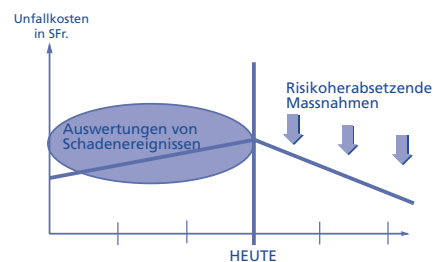 Unfallkosten
in SFr.
Risikoherabsetzende
Massnahmen
Auswertungen von
Schadenereignissen
HEUTE